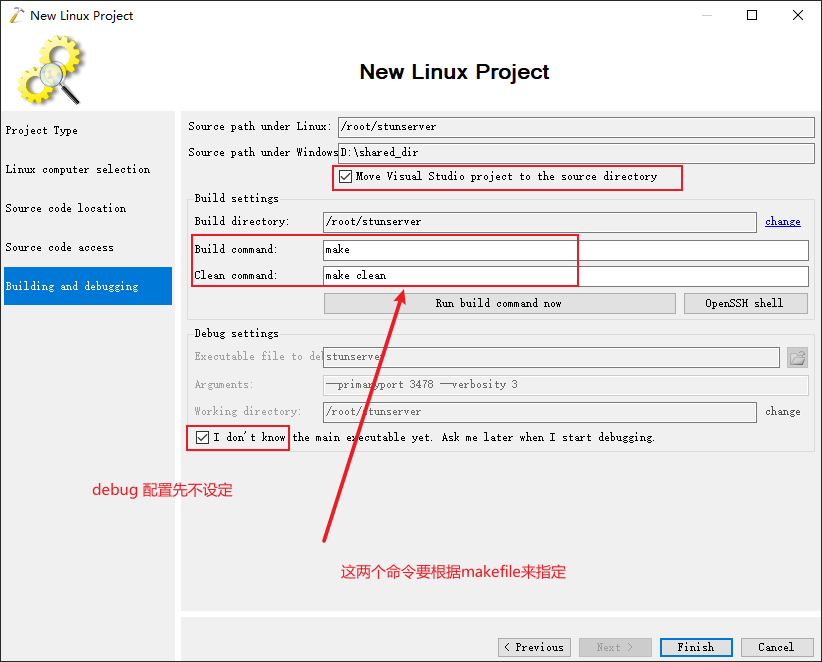 New Linux Project
New Linux Project
Project Type
Linux computer selection
Source code location
Source code access
Building and debugging
Source path under Linux: /root/stunserver
Source path under Windows D:\shared_dir
Move Visual Studio project to the source directory
Build settings
Build directory: /root/stunserver change
Build command: make
Clean command: make clean
Run build command now OpenSSH shell
Debug settings
Executable file to del stunserver
Arguments: --primaryport 3478 --verbosity 3
Working directory: /root/stunserver change
I don't know the main executable yet. Ask me later when I start debugging.
debug 配置先不设定
这两个命令要根据makefile来指定
< Previous Next > Finish Cancel